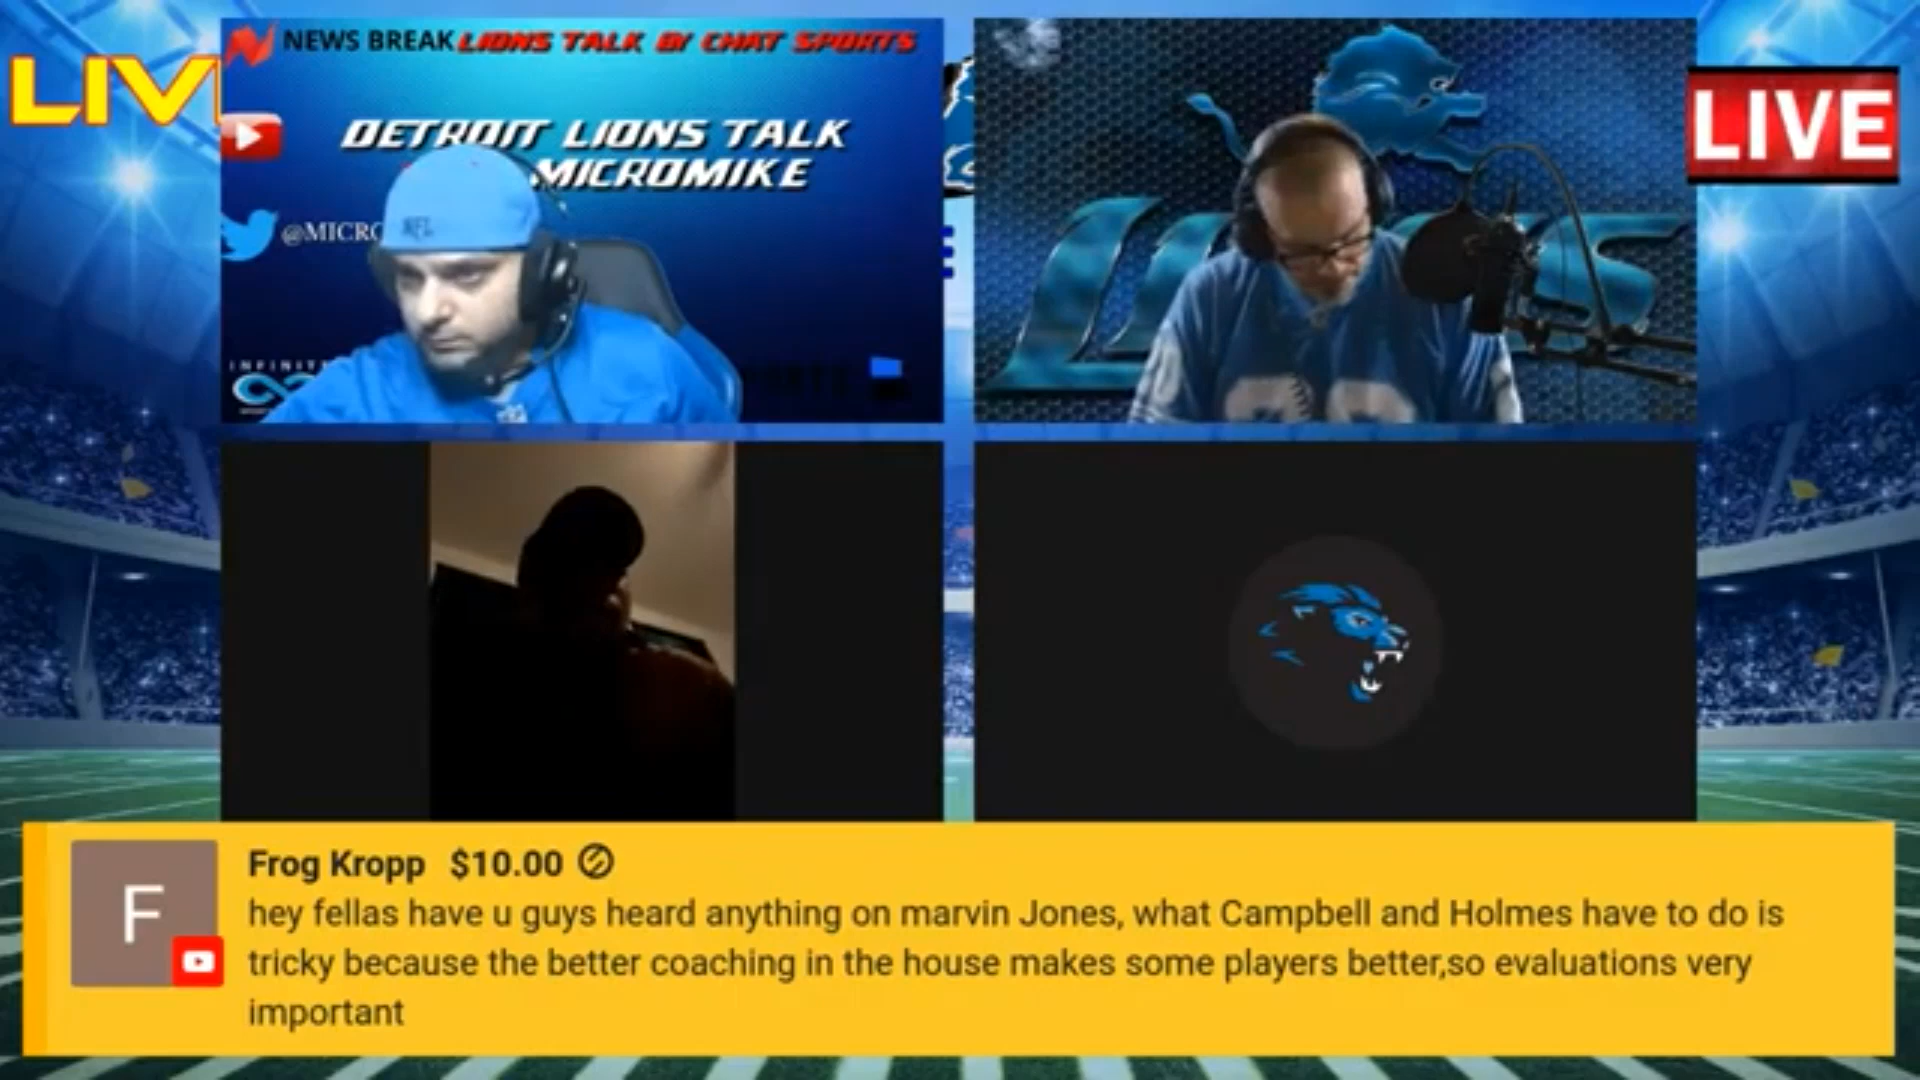 LIV
NEWS BREAK LIONS TALK BY CHAT SPORTS
DETROIT LIONS TALK
MICROMIKE
NFL
@MICRO
INFINIT
LIVE
F
Frog Kropp $10.00
hey fellas have u guys heard anything on marvin Jones, what Campbell and Holmes have to do is
tricky because the better coaching in the house makes some players better,so evaluations very
important